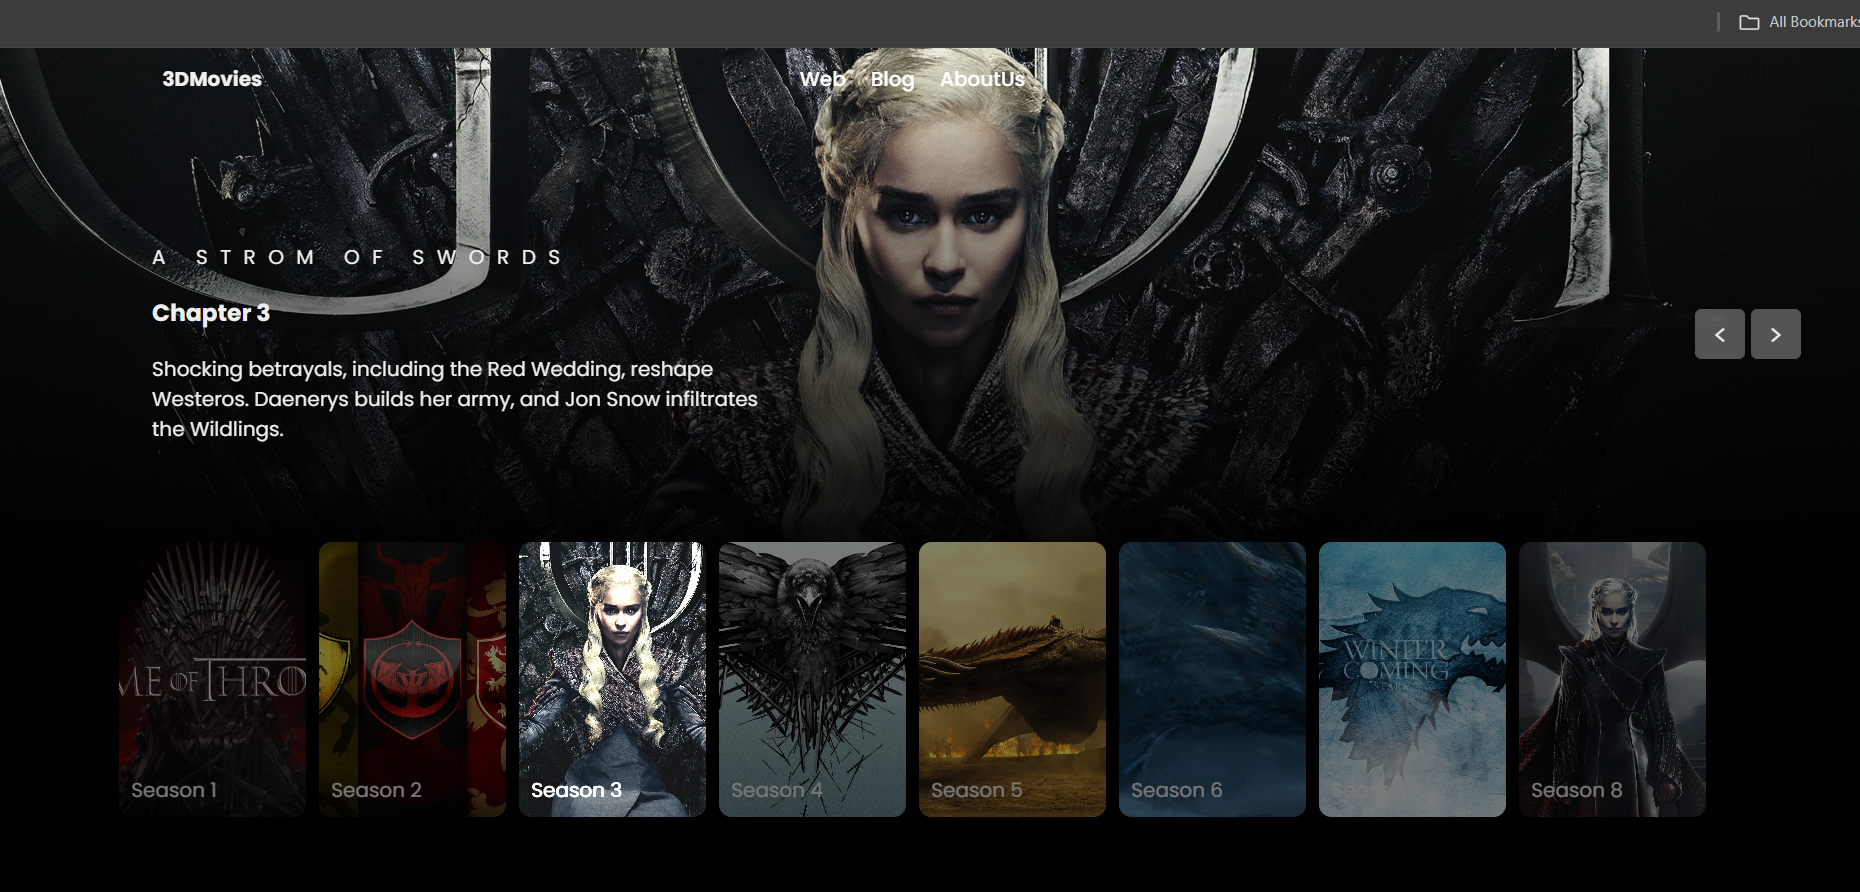 All Bookmarks
3DMovies
Web Blog AboutUs
A STROM OF SWORDS
Chapter 3
Shocking betrayals, including the Red Wedding, reshape
Westeros. Daenerys builds her army, and Jon Snow infiltrates
the Wildlings.
ME OF THRO
WINTER
COMING
Season 1
Season 2
Season 3
Season 4
Season 5
Season 6
Season 8